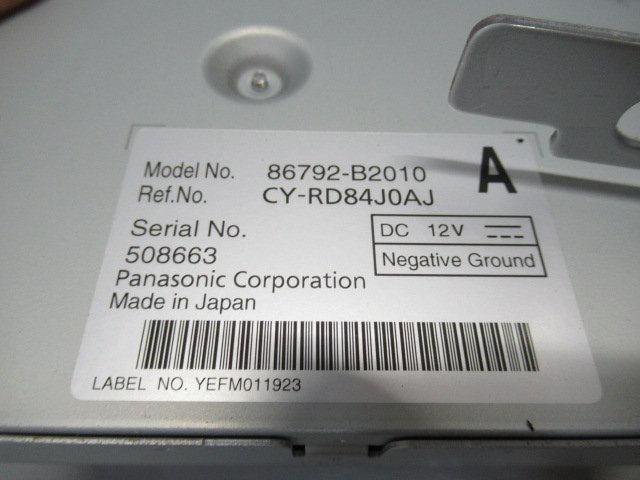 Model No. 86792-B2010
Ref.No. CY-RD84J0AJ
A
Serial No.
508663
DC 12V
Negative Ground
Panasonic Corporation
Made in Japan
LABEL NO. YEFM011923